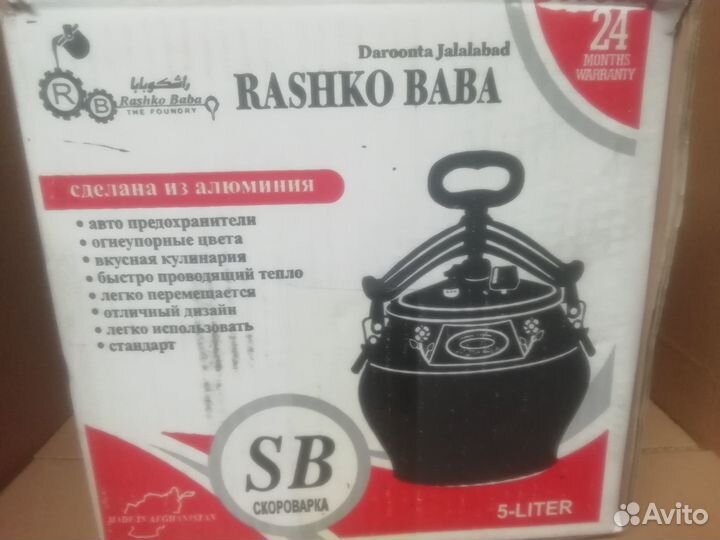 24
MONTHS
WARRANTY
Daroonta Jalalabad
RASHKO BABA
راشکوبابا
R B
Rashko Baba
THE FOUNDRY
сделана из алюминия
• авто предохранители
• огнеупорные цвета
• вкусная кулинария
• быстро проводящий тепло
• легко перемещается
• отличный дизайн
• легко использовать
• стандарт
SB
СКОРОВАРКА
5-LITER
MADE IN AFGHANISTAN
Avito